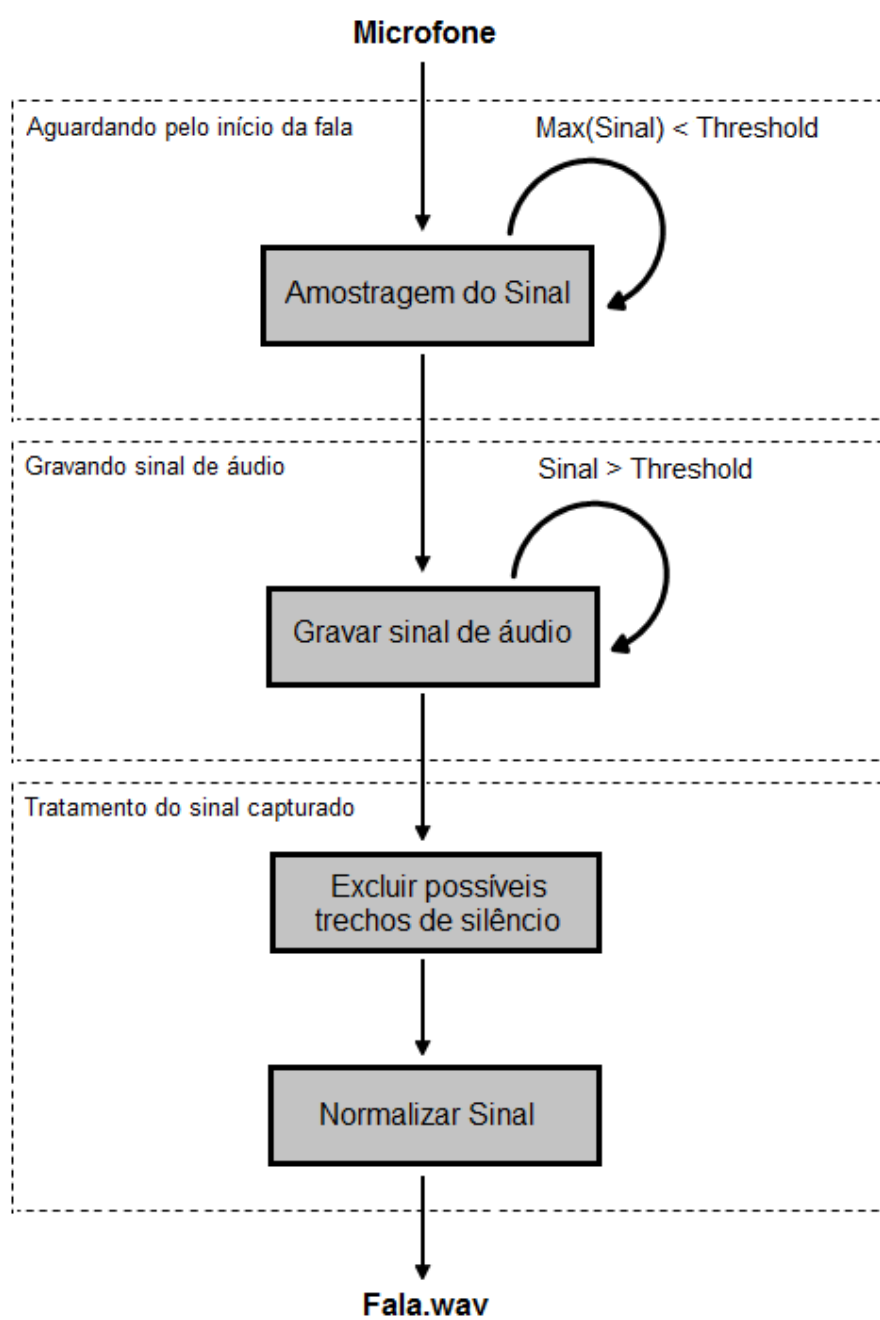 Microfone
Aguardando pelo início da fala
Max(Sinal) < Threshold
Amostragem do Sinal
Gravando sinal de áudio
Sinal > Threshold
Gravar sinal de áudio
Tratamento do sinal capturado
Excluir possíveis
trechos de silêncio
Normalizar Sinal
Fala.wav